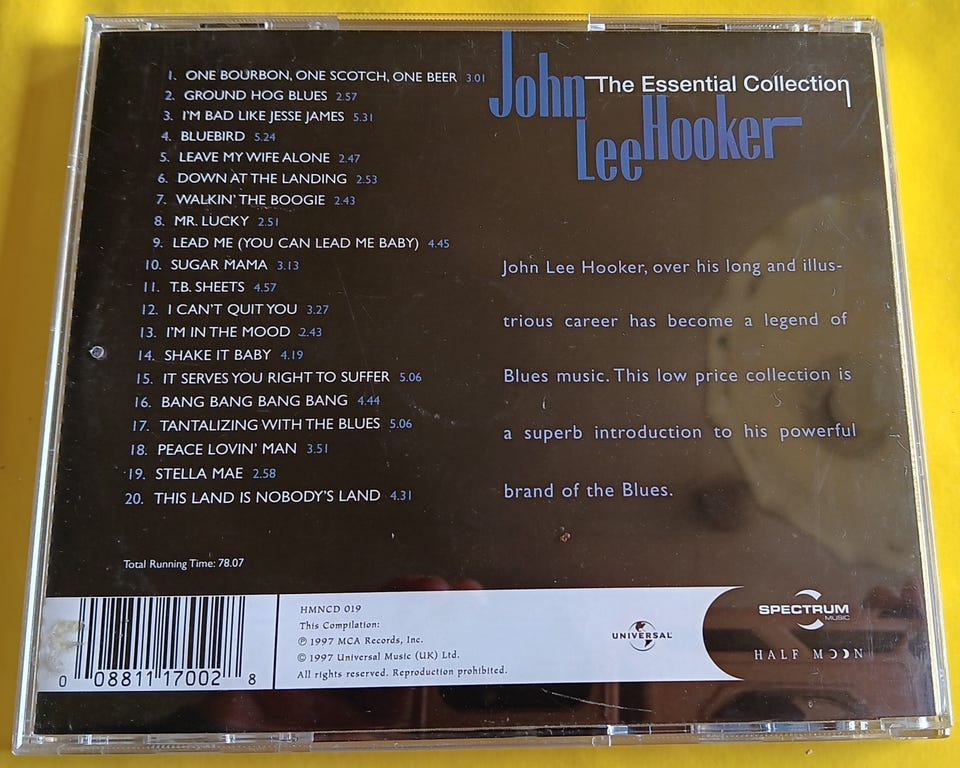 1. ONE BOURBON, ONE SCOTCH, ONE BEER 3.01
2. GROUND HOG BLUES 2.57
3. I'M BAD LIKE JESSE JAMES 5.31
4. BLUEBIRD 5.24
5. LEAVE MY WIFE ALONE 2.47
6. DOWN AT THE LANDING 2.53
7. WALKIN' THE BOOGIE 2.43
8. MR. LUCKY 2.51
9. LEAD ME (YOU CAN LEAD ME BABY) 4.45
10. SUGAR MAMA 3.13
11. T.B. SHEETS 4.57
12. I CAN'T QUIT YOU 3.27
13. I'M IN THE MOOD 2.43
14. SHAKE IT BABY 4.19
15. IT SERVES YOU RIGHT TO SUFFER 5.06
16. BANG BANG BANG BANG 4.44
17. TANTALIZING WITH THE BLUES 5.06
18. PEACE LOVIN' MAN 3.51
19. STELLA MAE 2.58
20. THIS LAND IS NOBODY'S LAND 4.31
Total Running Time: 78.07
John The Essential Collection
Lee Hooker
John Lee Hooker, over his long and illus-
trious career has become a legend of
Blues music. This low price collection is
a superb introduction to his powerful
brand of the Blues.
0 08811 17002 8
HMNCD 019
This Compilation:
℗ 1997 MCA Records, Inc.
© 1997 Universal Music (UK) Ltd.
All rights reserved. Reproduction prohibited.
UNIVERSAL
SPECTRUM
MUSIC
HALF MOON